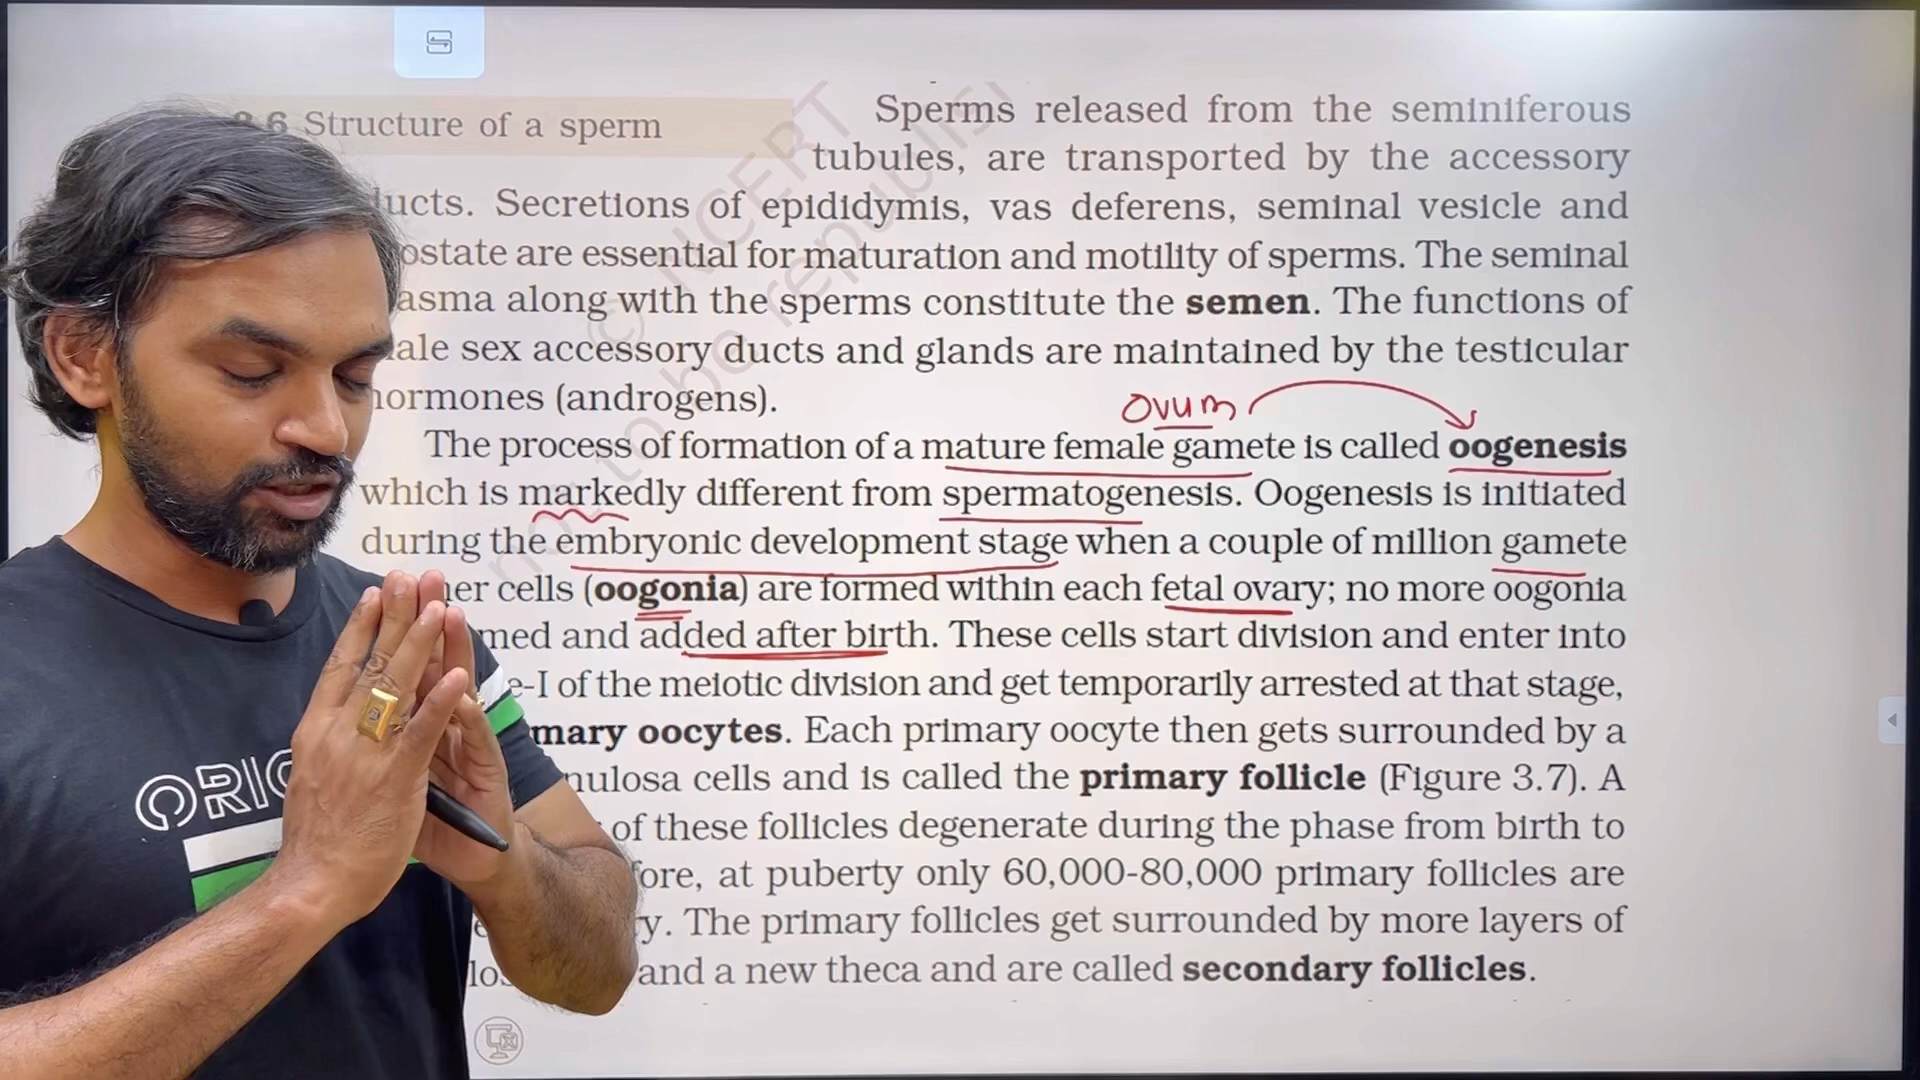 3.6 Structure of a sperm
Sperms released from the seminiferous
tubules, are transported by the accessory
ducts. Secretions of epididymis, vas deferens, seminal vesicle and
ostate are essential for maturation and motility of sperms. The seminal
asma along with the sperms constitute the semen. The functions of
ale sex accessory ducts and glands are maintained by the testicular
hormones (androgens).
Ovum
The process of formation of a mature female gamete is called oogenesis
which is markedly different from spermatogenesis. Oogenesis is initiated
during the embryonic development stage when a couple of million gamete
her cells (oogonia) are formed within each fetal ovary; no more oogonia
med and added after birth. These cells start division and enter into
e-I of the meiotic division and get temporarily arrested at that stage,
mary oocytes. Each primary oocyte then gets surrounded by a
nulosa cells and is called the primary follicle (Figure 3.7). A
of these follicles degenerate during the phase from birth to
fore, at puberty only 60,000-80,000 primary follicles are
y. The primary follicles get surrounded by more layers of
los and a new theca and are called secondary follicles.
© NCERT
not to be republis
ORIG